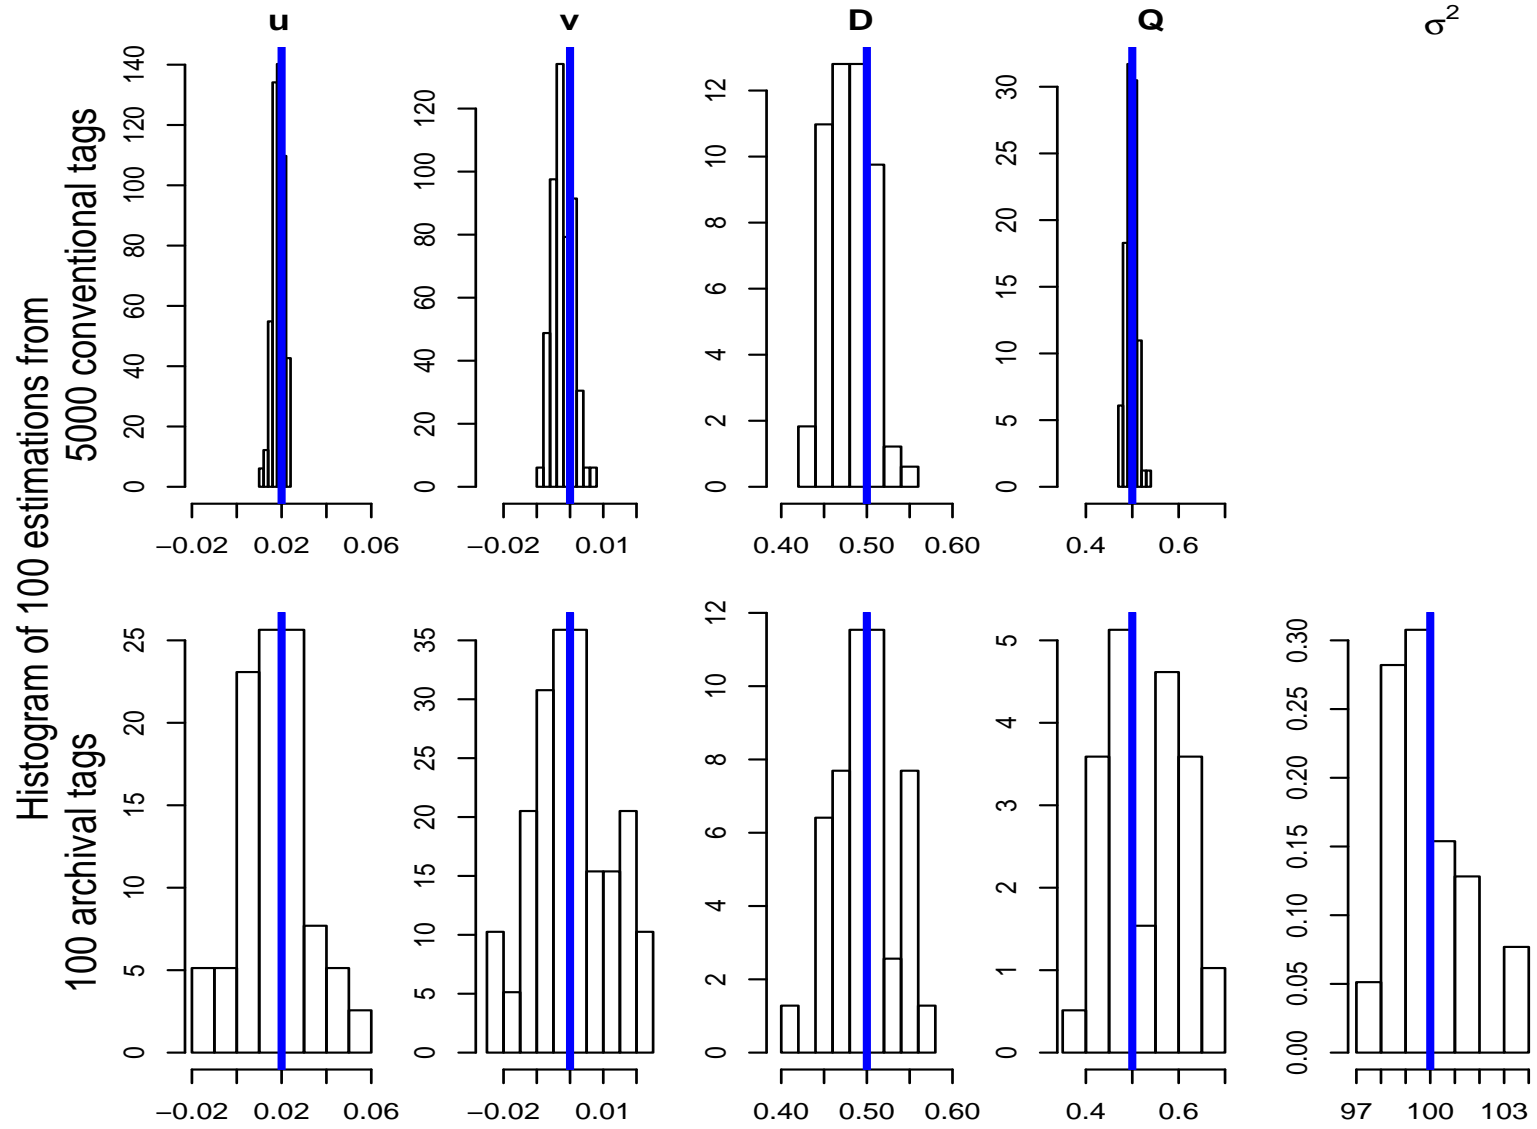 u v D Q σ2
Histogram of 100 estimations from
5000 conventional tags
0 20 40 60 80 100 120 140
−0.02 0.02 0.06
0 20 40 60 80 100 120
−0.02 0.01
0 2 4 6 8 10 12
0.40 0.50 0.60
0 5 10 15 20 25 30
0.4 0.6
100 archival tags
0 5 10 15 20 25
−0.02 0.02 0.06
0 5 10 15 20 25 30 35
−0.02 0.01
0 2 4 6 8 10 12
0.40 0.50 0.60
0 1 2 3 4 5
0.4 0.6
0.00 0.05 0.10 0.15 0.20 0.25 0.30
97 100 103